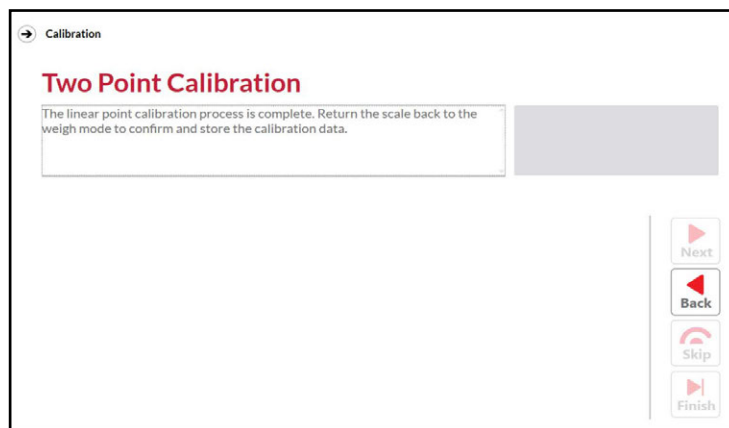 Calibration
Two Point Calibration
The linear point calibration process is complete. Return the scale back to the
weigh mode to confirm and store the calibration data.
Next
Back
Skip
Finish